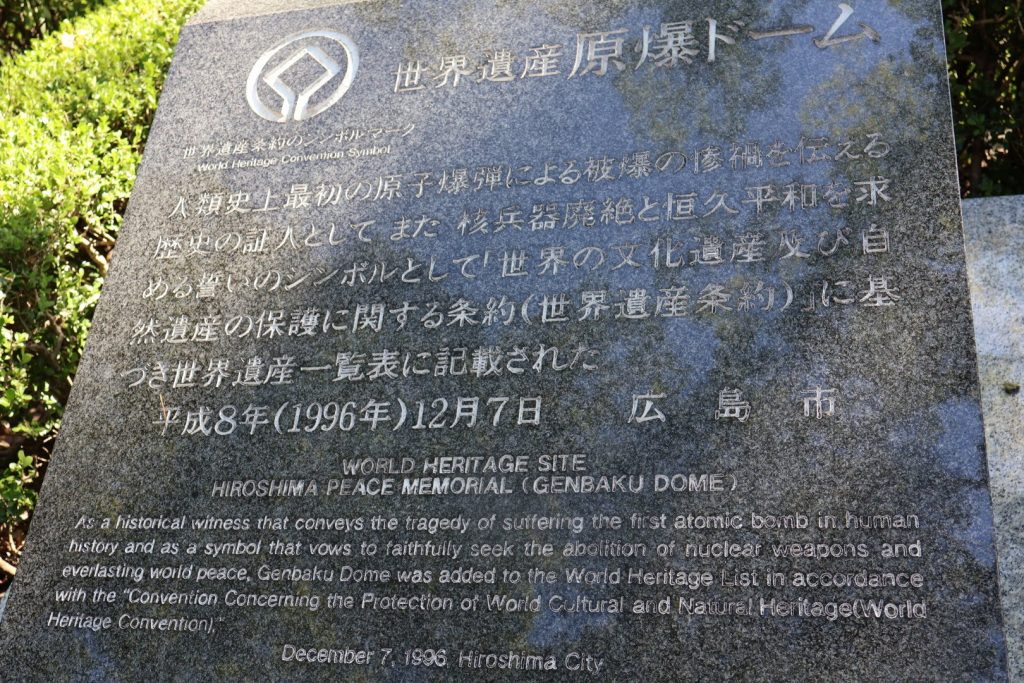 世界遺産 原爆ドーム
世界遺産条約のシンボルマーク
World Heritage Convention Symbol
人類史上最初の原子爆弾による被爆の惨禍を伝える
歴史の証人として また 核兵器廃絶と恒久平和を求
める誓いのシンボルとして「世界の文化遺産及び自
然遺産の保護に関する条約(世界遺産条約)」に基
づき世界遺産一覧表に記載された
平成8年(1996年)12月7日 広島市
WORLD HERITAGE SITE
HIROSHIMA PEACE MEMORIAL (GENBAKU DOME)
As a historical witness that conveys the tragedy of suffering the first atomic bomb in human
history and as a symbol that vows to faithfully seek the abolition of nuclear weapons and
everlasting world peace, Genbaku Dome was added to the World Heritage List in accordance
with the "Convention Concerning the Protection of World Cultural and Natural Heritage(World
Heritage Convention)."
December 7, 1996 Hiroshima City